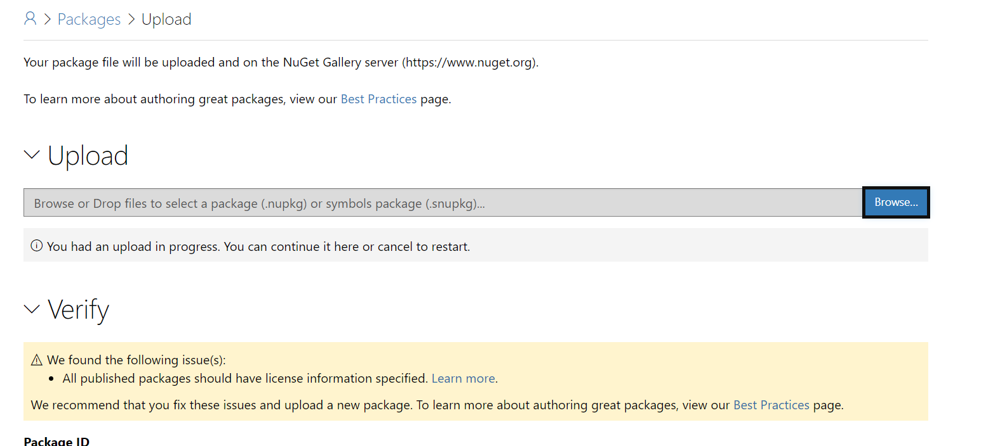 Packages > Upload
Your package file will be uploaded and on the NuGet Gallery server (https://www.nuget.org).
To learn more about authoring great packages, view our Best Practices page.
Upload
Browse or Drop files to select a package (.nupkg) or symbols package (.snupkg)...
Browse...
You had an upload in progress. You can continue it here or cancel to restart.
Verify
We found the following issue(s):
• All published packages should have license information specified. Learn more.
We recommend that you fix these issues and upload a new package. To learn more about authoring great packages, view our Best Practices page.
Package ID